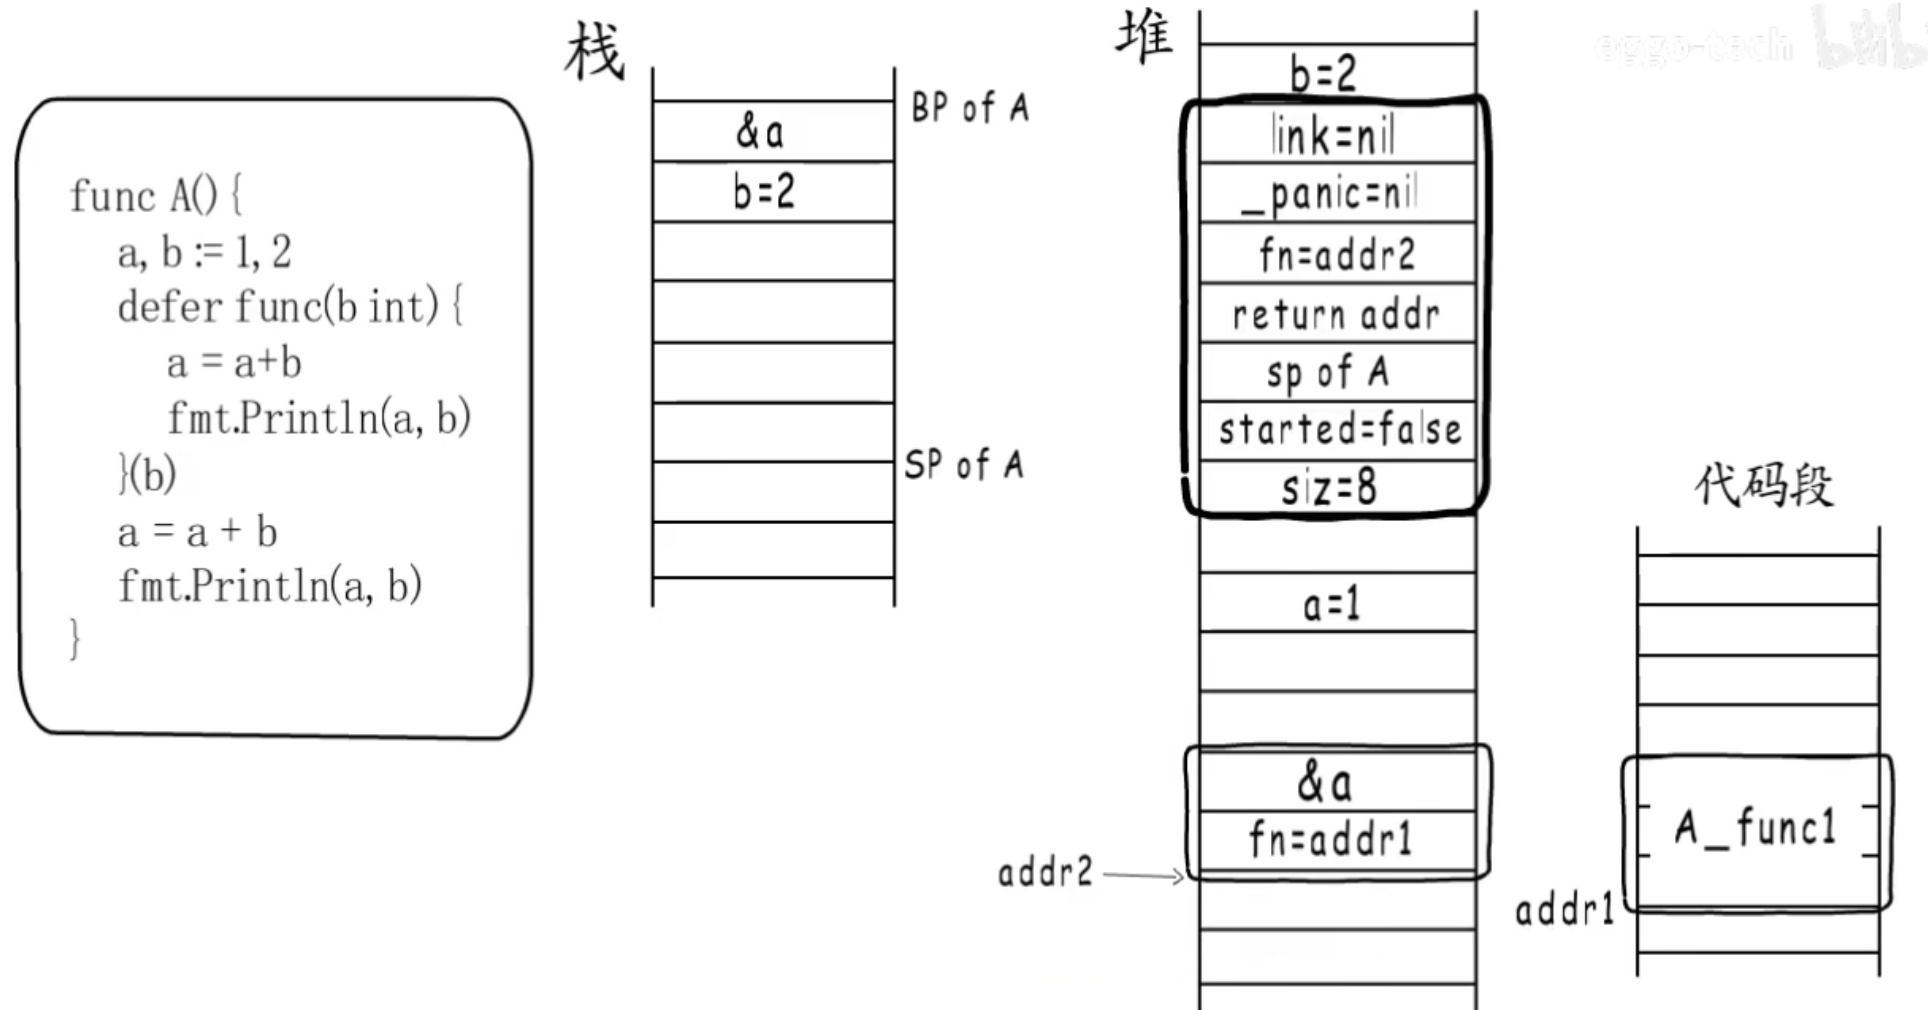 func A() {
a, b := 1, 2
defer func(b int) {
a = a+b
fmt.Println(a, b)
}(b)
a = a + b
fmt.Println(a, b)
}
栈
BP of A
&a
b=2
SP of A
堆
b=2
link=nil
_panic=nil
fn=addr2
return addr
sp of A
started=false
siz=8
a=1
&a
fn=addr1
addr2
代码段
A_func1
addr1
eggo-tech bilibili